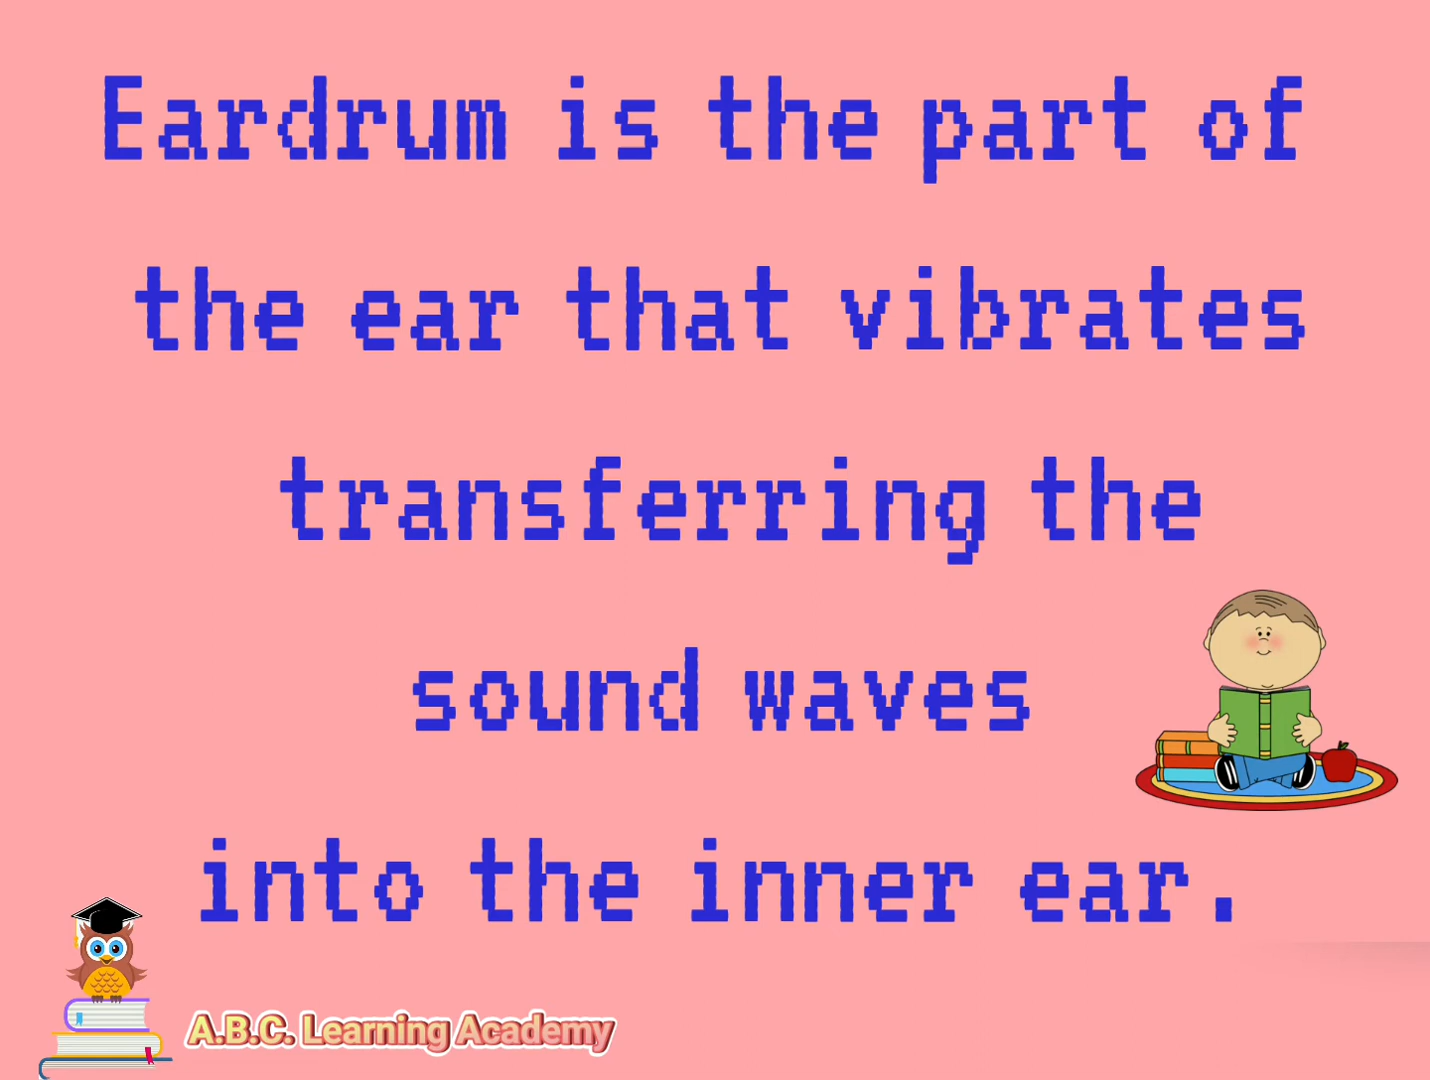 Eardrum is the part of
the ear that vibrates
transferring the
sound waves
into the inner ear.
A.B.C. Learning Academy